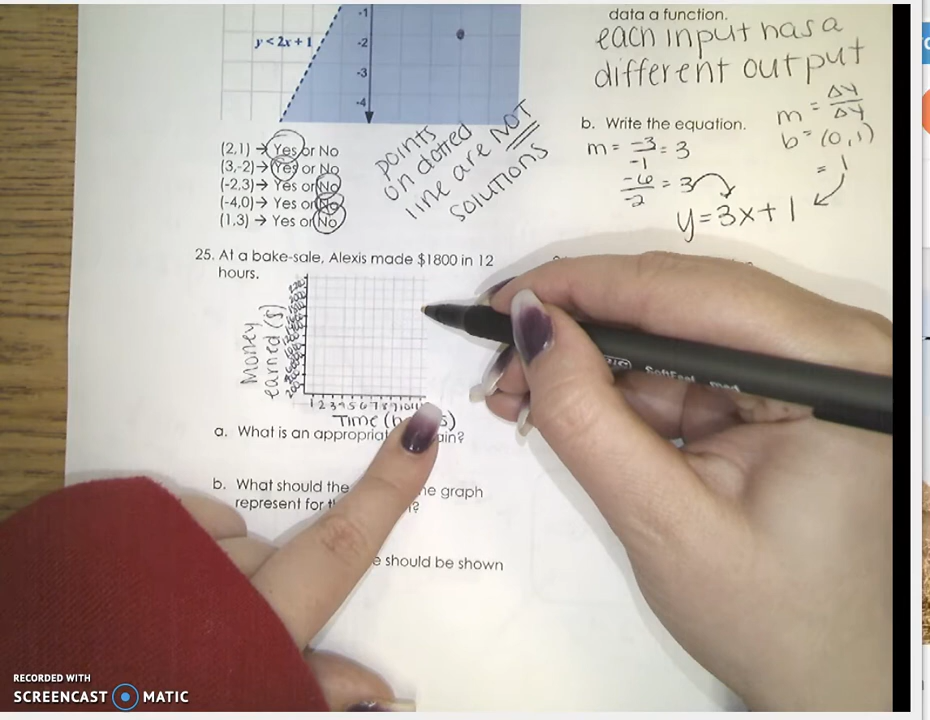 -1
y < 2x + 1
-2
-3
-4
(2,1) → Yes or No
(3,-2) → Yes or No
(-2,3) → Yes or No
(-4,0) → Yes or No
(1,3) → Yes or No
points
on dotted
line are NOT
solutions
data a function.
each input has a
different output
b. Write the equation.
m = ΔY/ΔY
b = (0,1)
= 1
m = -3/-1 = 3
-6/-2 = 3
y=3x+1
25. At a bake-sale, Alexis made $1800 in 12
hours.
Money
earned ($)
1 2 3 4 5 6 7 8 9 10 11
Time
a. What is an
b. What should the graph
represent for
should be shown
RECORDED WITH
SCREENCAST MATIC